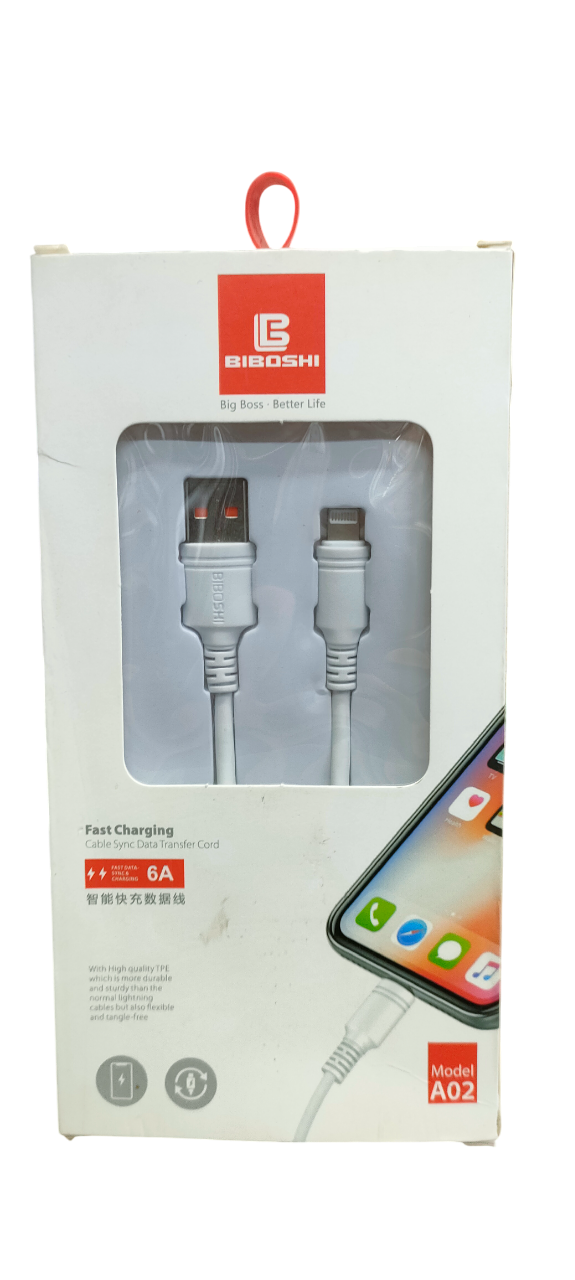 B
BIBOSHI
Big Boss · Better Life
BIBOSHI
Fast Charging
Cable Sync Data Transfer Cord
FAST DATA
SYNC &
CHARGING
6A
智能快充数据线
With High quality TPE
which is more durable
and sturdy than the
normal lightning
cables but also flexible
and tangle-free
TV
Health
Model
A02